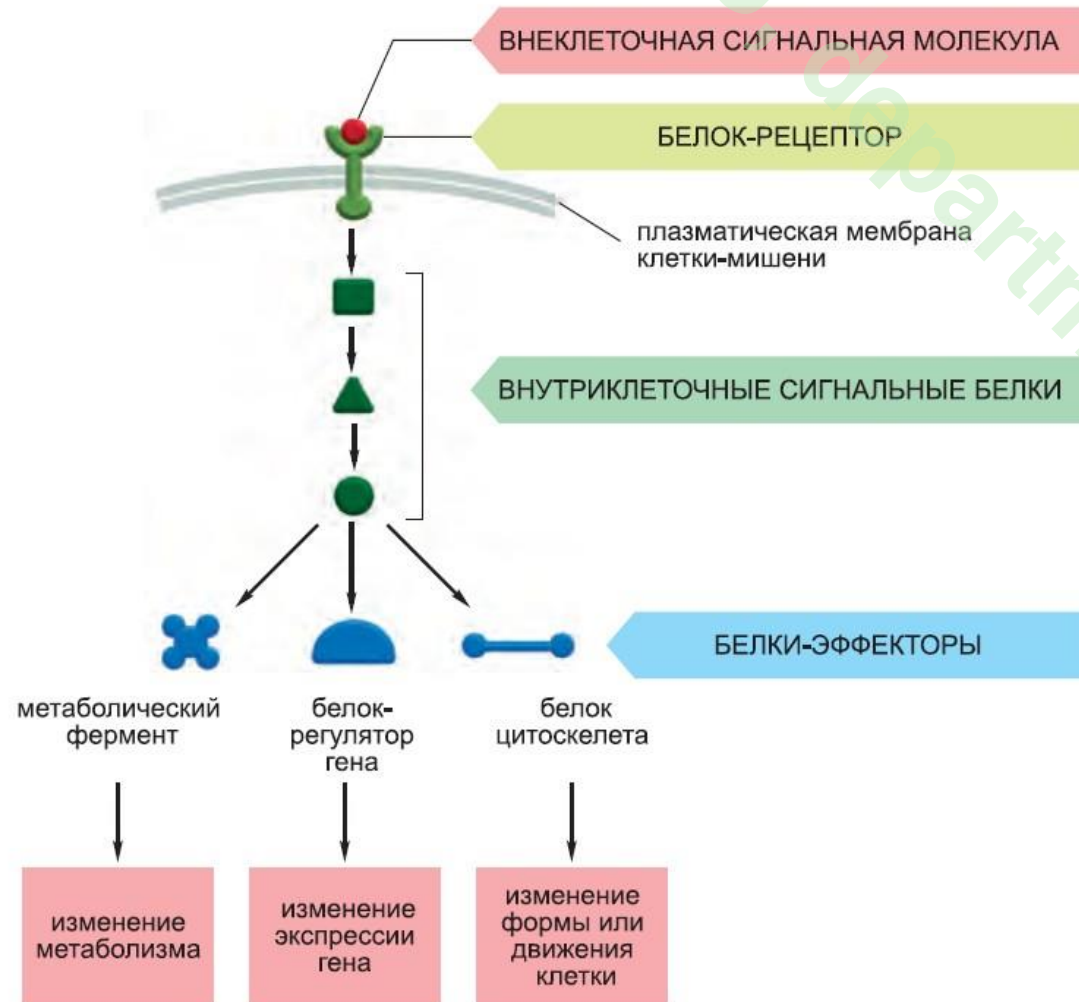 ВНЕКЛЕТОЧНАЯ СИГНАЛЬНАЯ МОЛЕКУЛА
БЕЛОК-РЕЦЕПТОР
плазматическая мембрана
клетки-мишени
ВНУТРИКЛЕТОЧНЫЕ СИГНАЛЬНЫЕ БЕЛКИ
БЕЛКИ-ЭФФЕКТОРЫ
метаболический
фермент
белок-
регулятор
гена
белок
цитоскелета
изменение
метаболизма
изменение
экспрессии
гена
изменение
формы или
движения
клетки